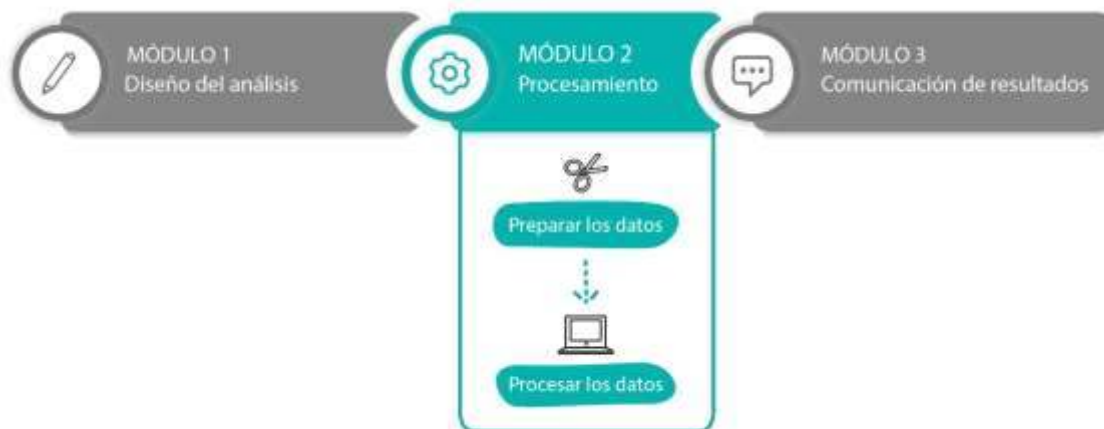 MÓDULO 1
Diseño del análisis
MÓDULO 2
Procesamiento
MÓDULO 3
Comunicación de resultados
Preparar los datos
Procesar los datos